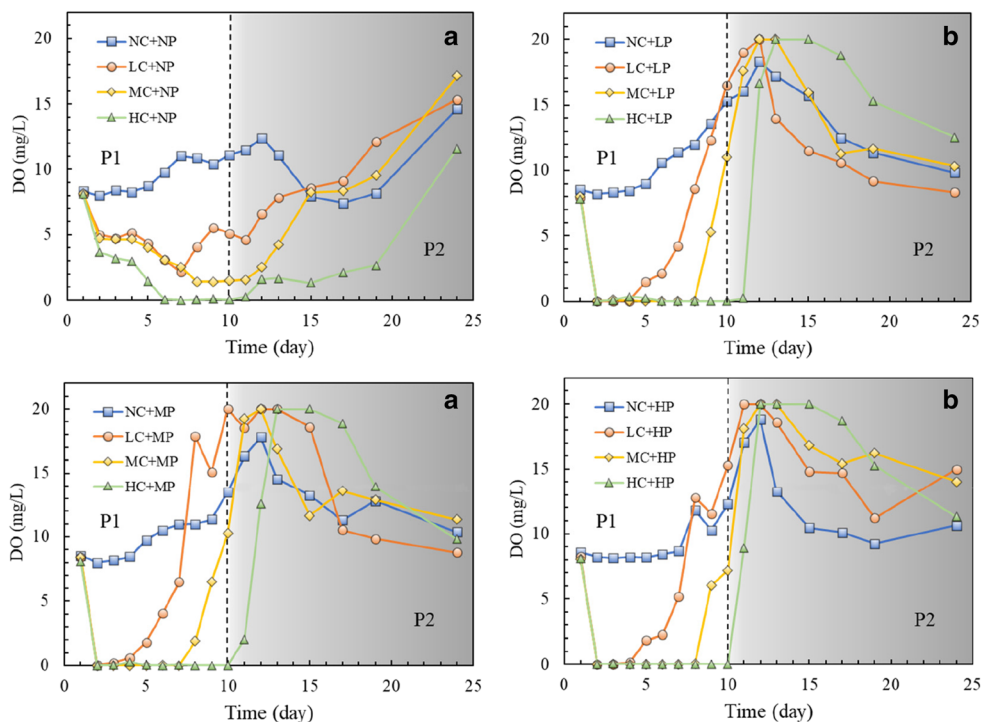 a
NC+NP
LC+NP
MC+NP
HC+NP
P1
P2
DO (mg/L)
20
15
10
5
0
0 5 10 15 20 25
Time (day)
b
NC+LP
LC+LP
MC+LP
HC+LP
P1
P2
DO (mg/L)
20
15
10
5
0
0 5 10 15 20 25
Time (day)
a
NC+MP
LC+MP
MC+MP
HC+MP
P1
P2
DO (mg/L)
20
15
10
5
0
0 5 10 15 20 25
Time (day)
b
NC+HP
LC+HP
MC+HP
HC+HP
P1
P2
DO (mg/L)
20
15
10
5
0
0 5 10 15 20 25
Time (day)